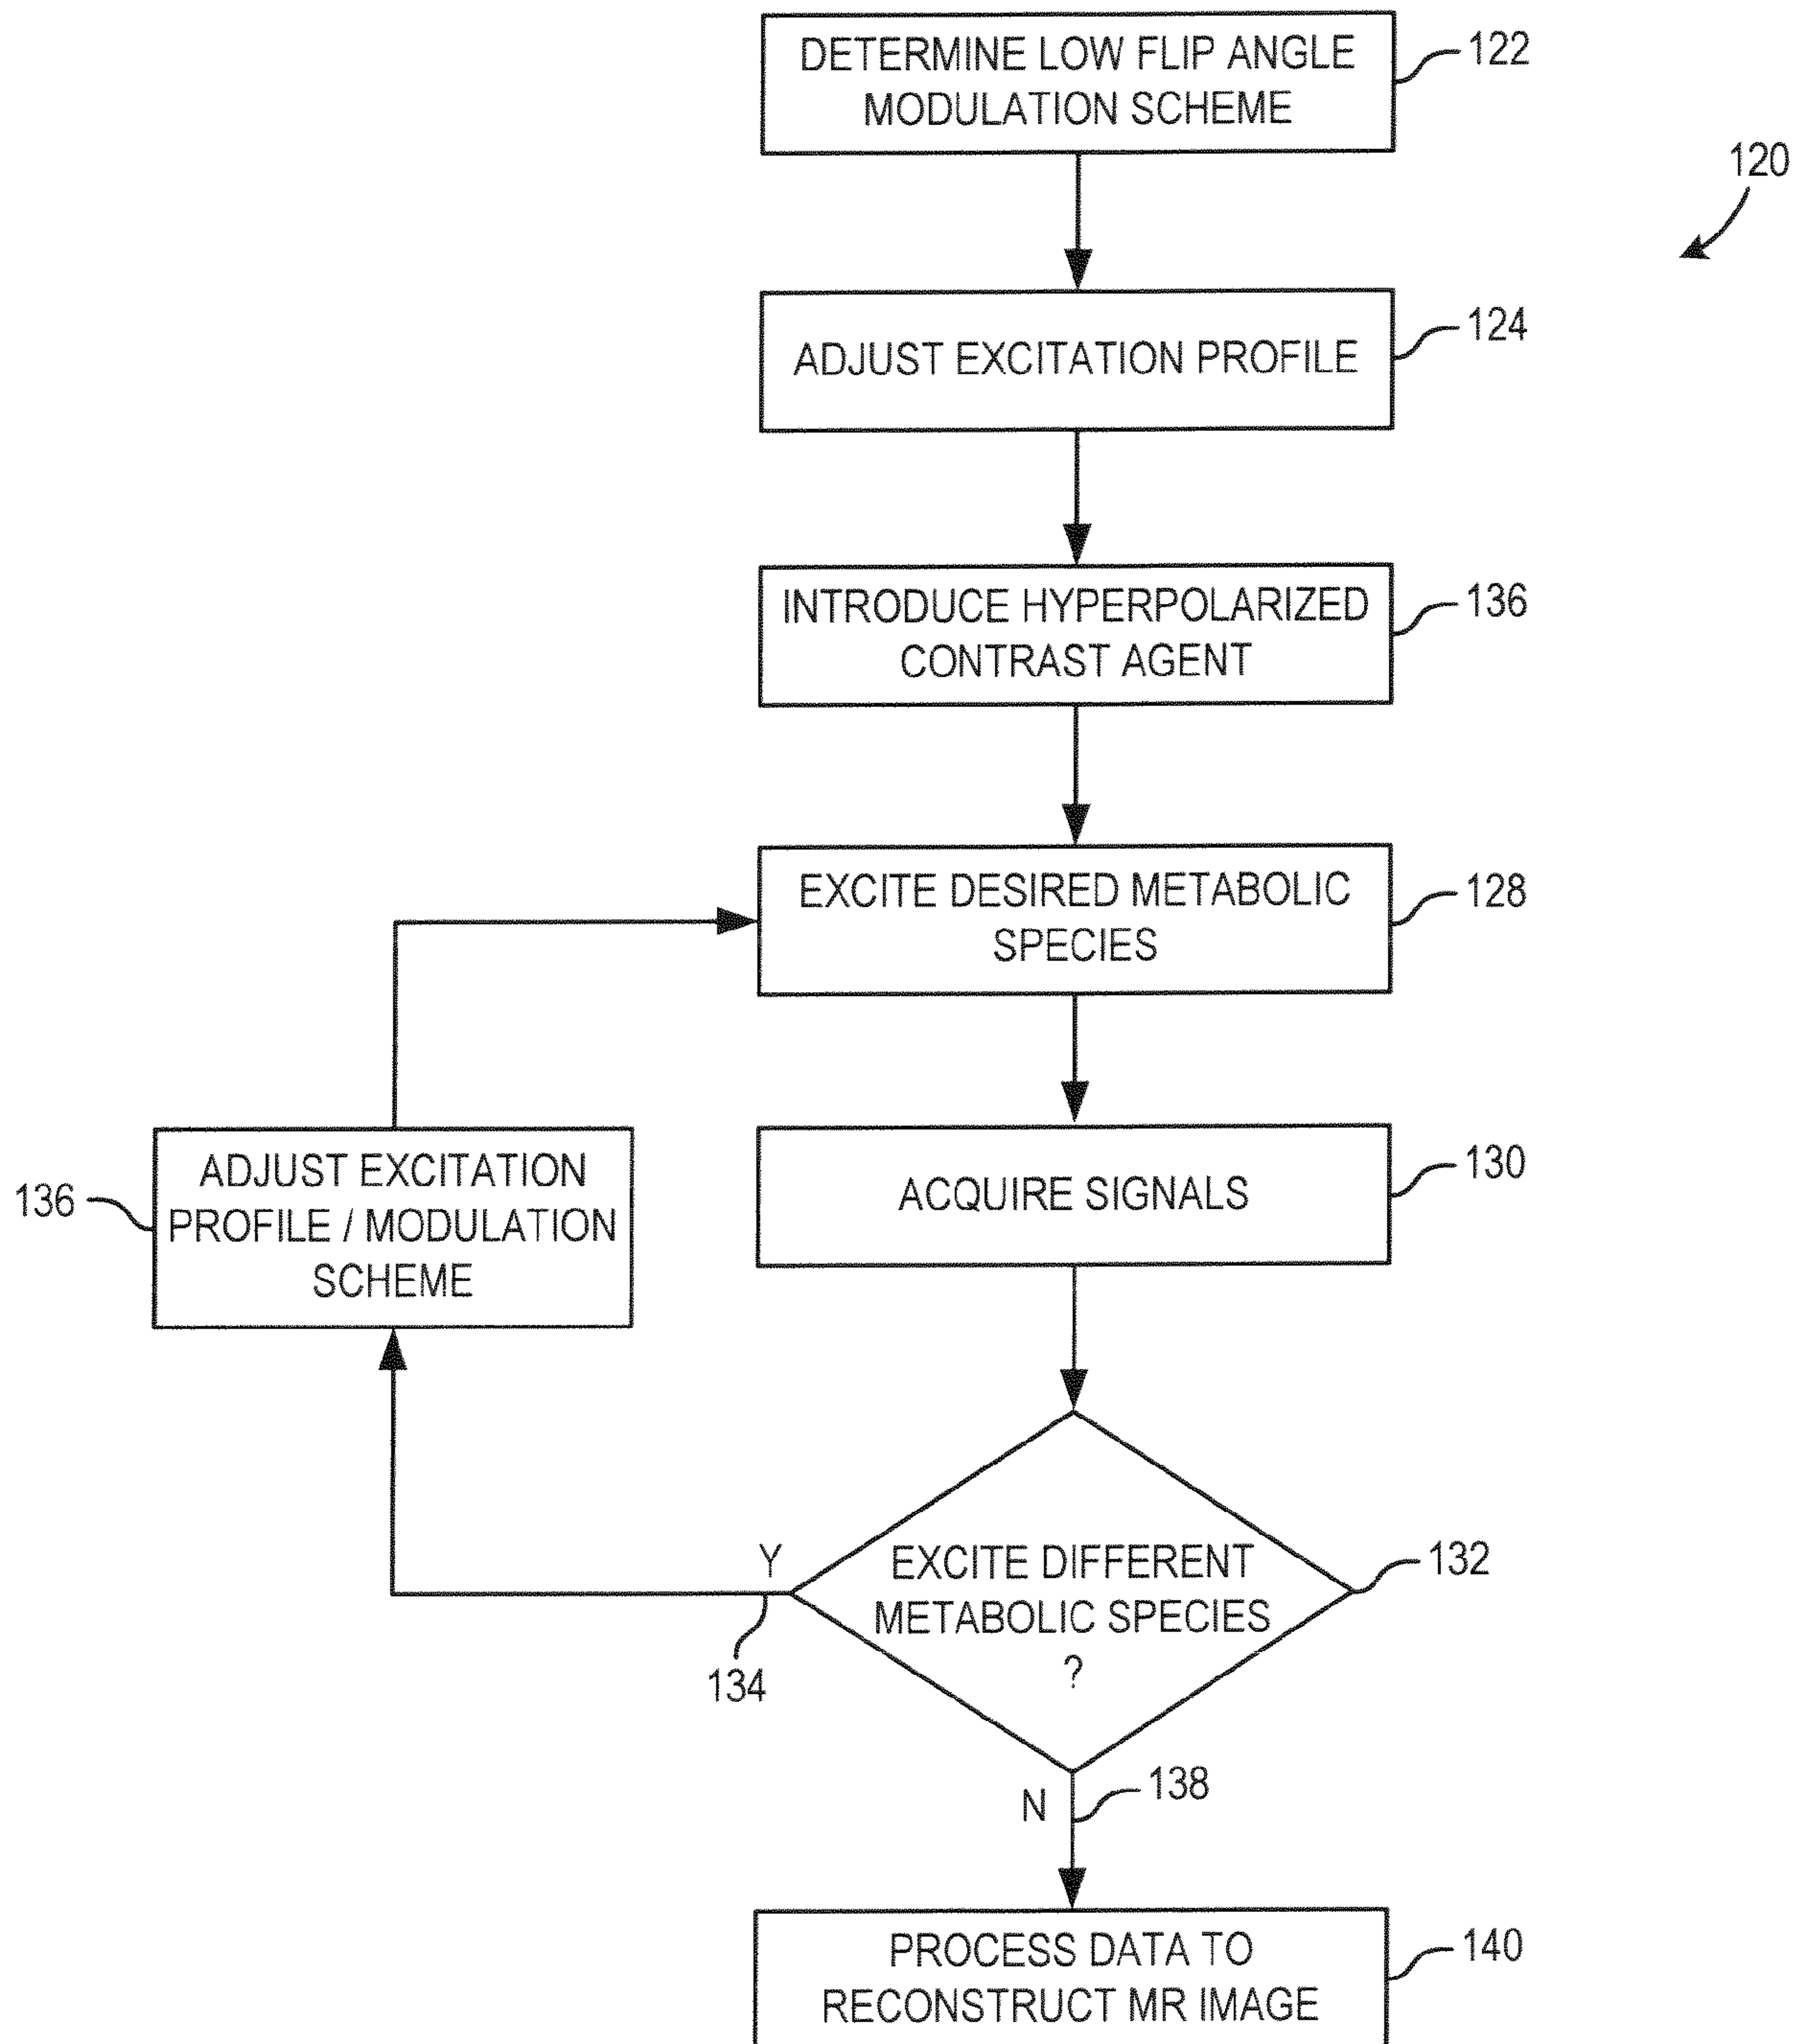 DETERMINE LOW FLIP ANGLE
MODULATION SCHEME
122
120
ADJUST EXCITATION PROFILE
124
INTRODUCE HYPERPOLARIZED
CONTRAST AGENT
136
EXCITE DESIRED METABOLIC
SPECIES
128
ACQUIRE SIGNALS
130
136
ADJUST EXCITATION
PROFILE / MODULATION
SCHEME
EXCITE DIFFERENT
METABOLIC SPECIES
?
132
Y
134
N
138
PROCESS DATA TO
RECONSTRUCT MR IMAGE
140